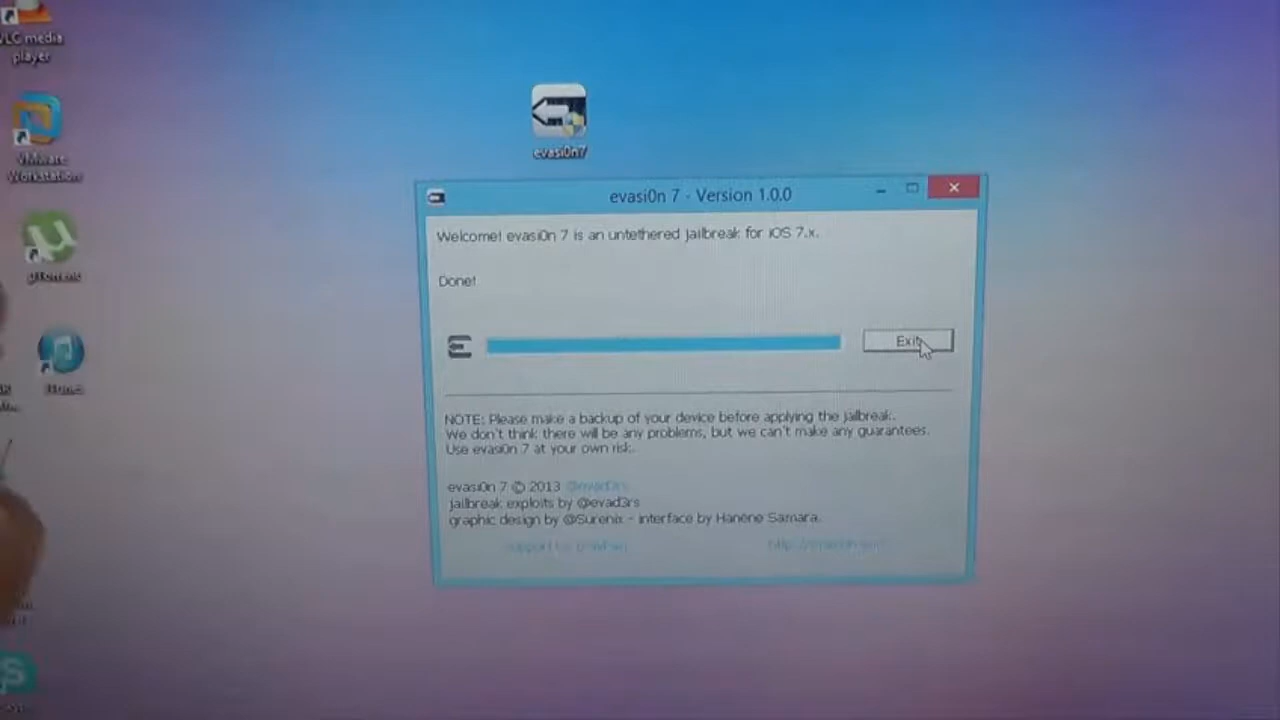 VLC media
player
VMware
Workstation
µTorrent
iTunes
evasi0n7
evasi0n 7 - Version 1.0.0
Welcome! evasi0n 7 is an untethered jailbreak for iOS 7.x.
Done!
Exit
NOTE: Please make a backup of your device before applying the jailbreak.
We don't think there will be any problems, but we can't make any guarantees.
Use evasi0n 7 at your own risk.
evasi0n 7 © 2013 @evad3rs
jailbreak exploits by @evad3rs
graphic design by @Surenix - interface by Hanène Samara.